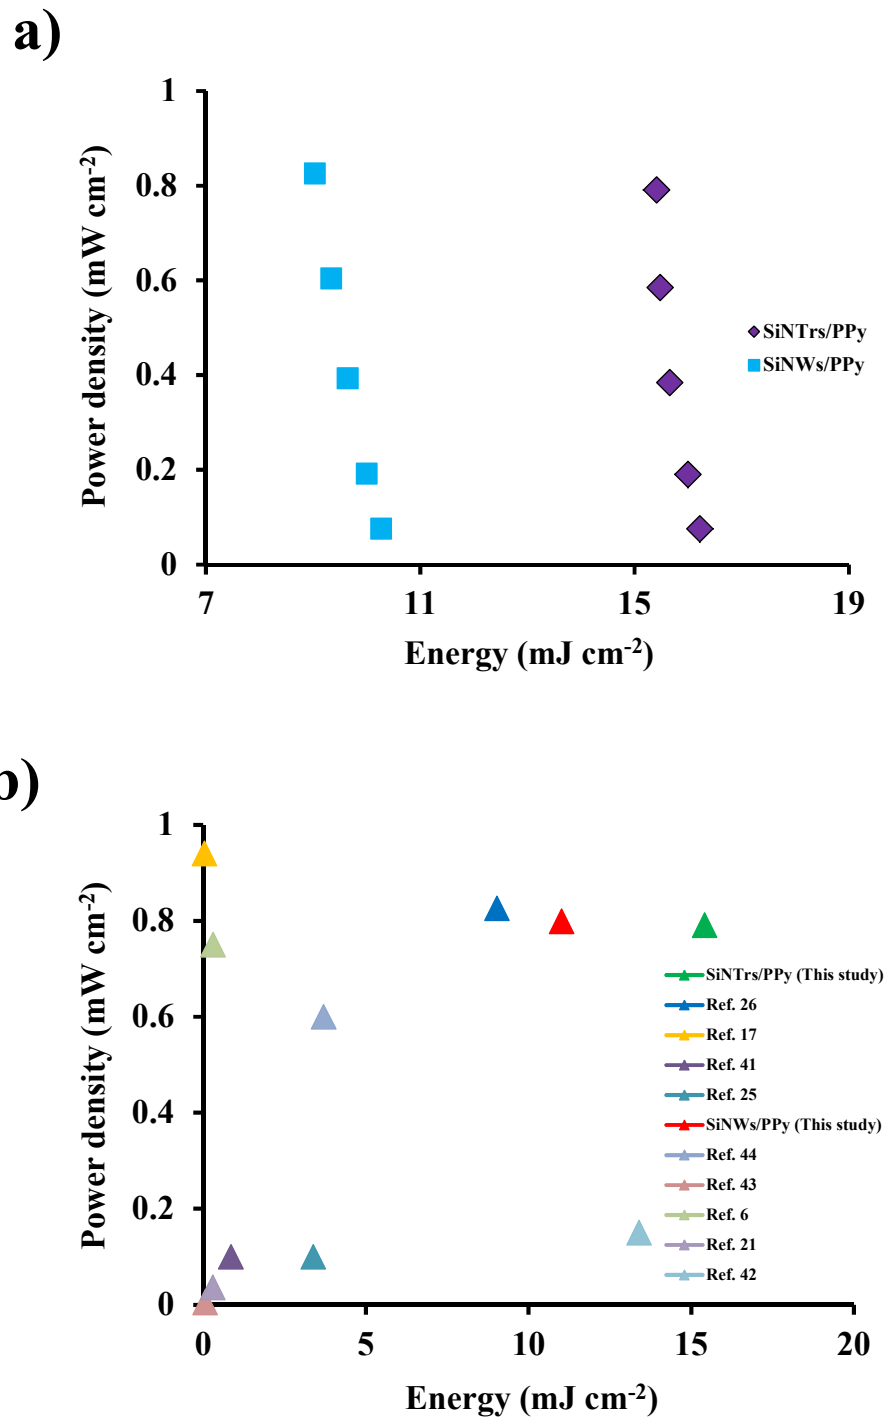 a)
1
0.8
0.6
0.4
0.2
0
Power density (mW cm-2)
7
11
15
19
Energy (mJ cm-2)
SiNTrs/PPy
SiNWs/PPy
b)
1
0.8
0.6
0.4
0.2
0
Power density (mW cm-2)
0
5
10
15
20
Energy (mJ cm-2)
SiNTrs/PPy (This study)
Ref. 26
Ref. 17
Ref. 41
Ref. 25
SiNWs/PPy (This study)
Ref. 44
Ref. 43
Ref. 6
Ref. 21
Ref. 42